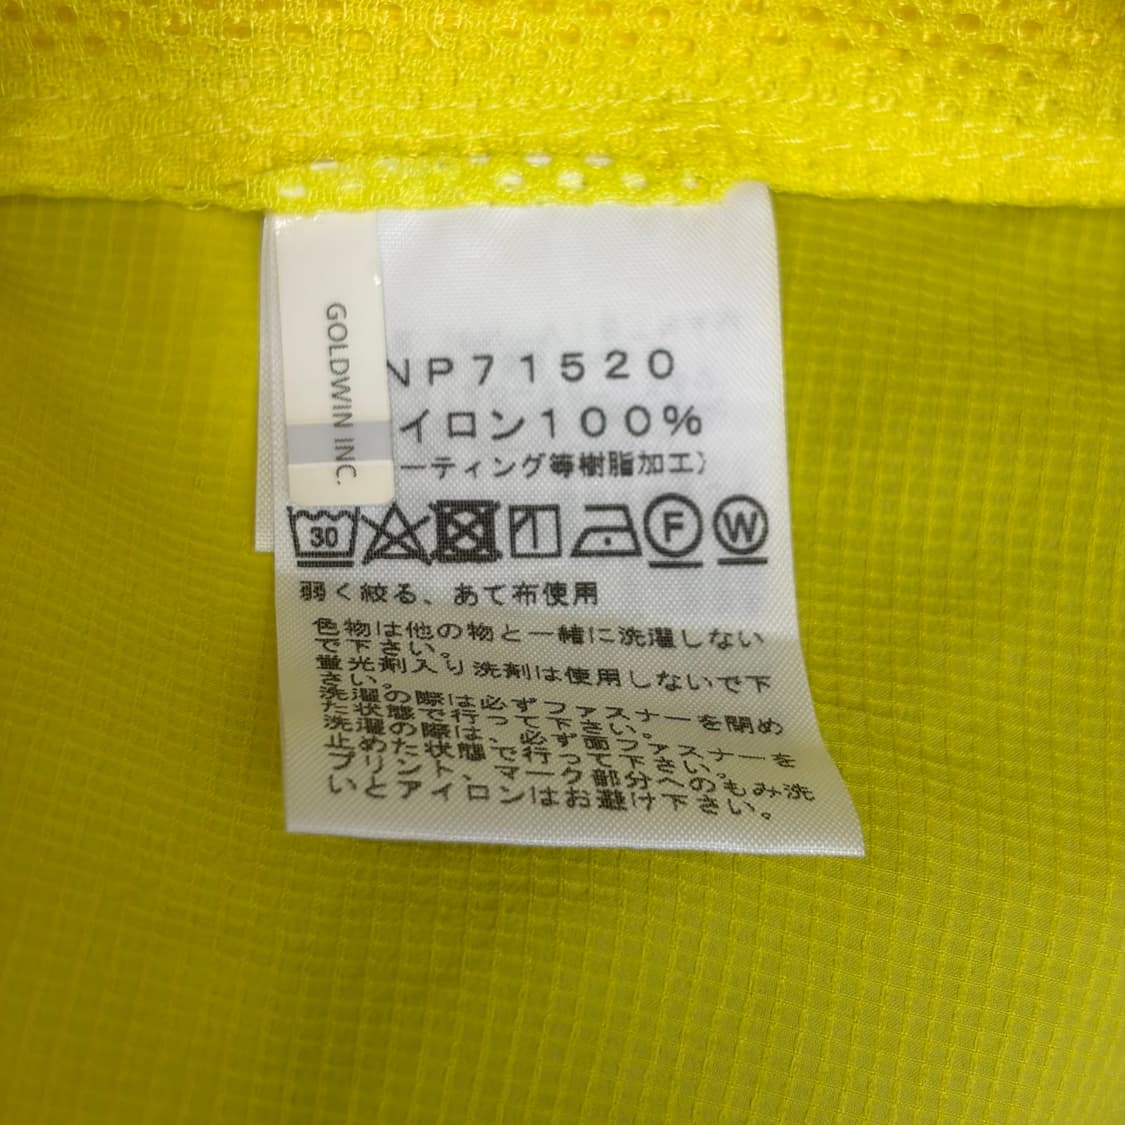 GOLDWIN INC.
NP71520
イロン100%
ーティング等樹脂加工)
30
F
W
弱く絞る、あて布使用
色物は他の物と一緒に洗濯しない
で下さい。
蛍光剤入り洗剤は使用しないで下
さい。
洗濯の際は必ずファスナーを閉め
た状態で行って下さい。
洗濯の際は、必ず面ファスナーを
止めた状態で行って下さい。
プリント、マーク部分へのもみ洗
いとアイロンはお避け下さい。